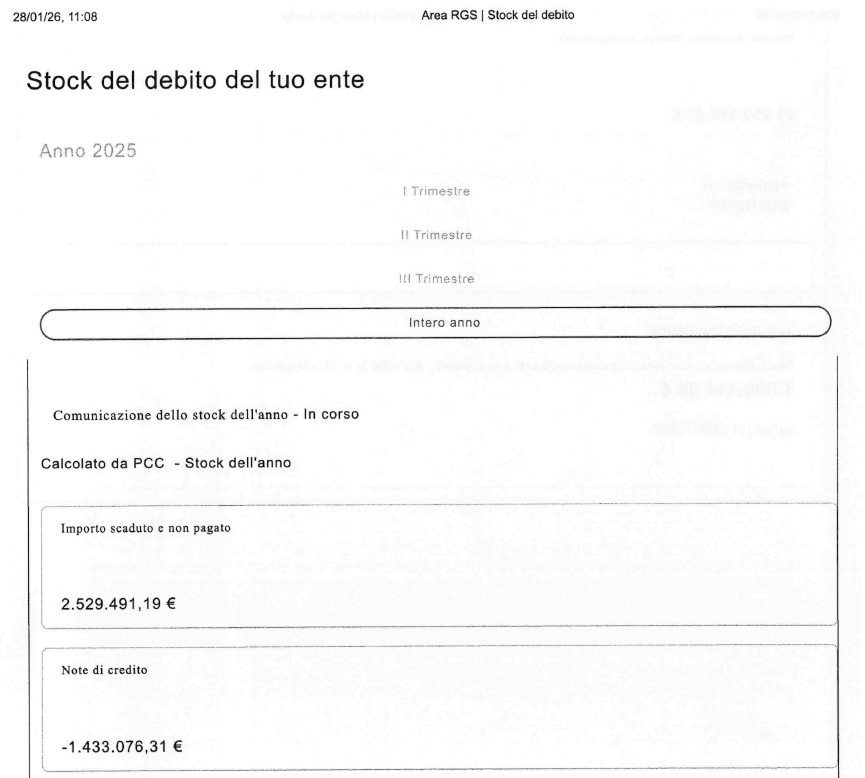 28/01/26, 11:08 Area RGS | Stock del debito
Stock del debito del tuo ente
Anno 2025
I Trimestre
II Trimestre
III Trimestre
Intero anno
Comunicazione dello stock dell'anno - In corso
Calcolato da PCC - Stock dell'anno
Importo scaduto e non pagato
2.529.491,19 €
Note di credito
-1.433.076,31 €